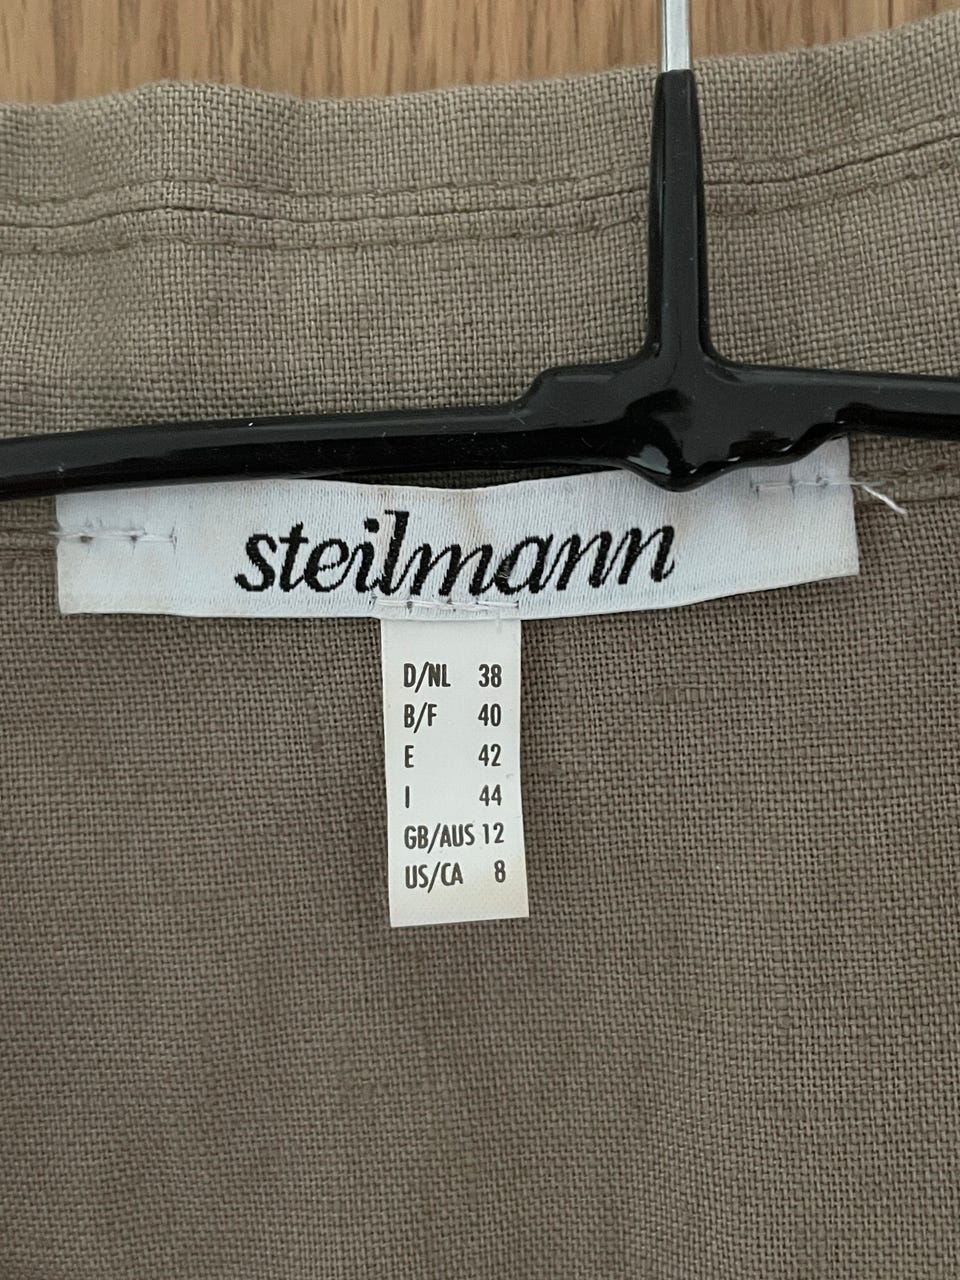 steilmann
D/NL 38
B/F 40
E 42
I 44
GB/AUS 12
US/CA 8